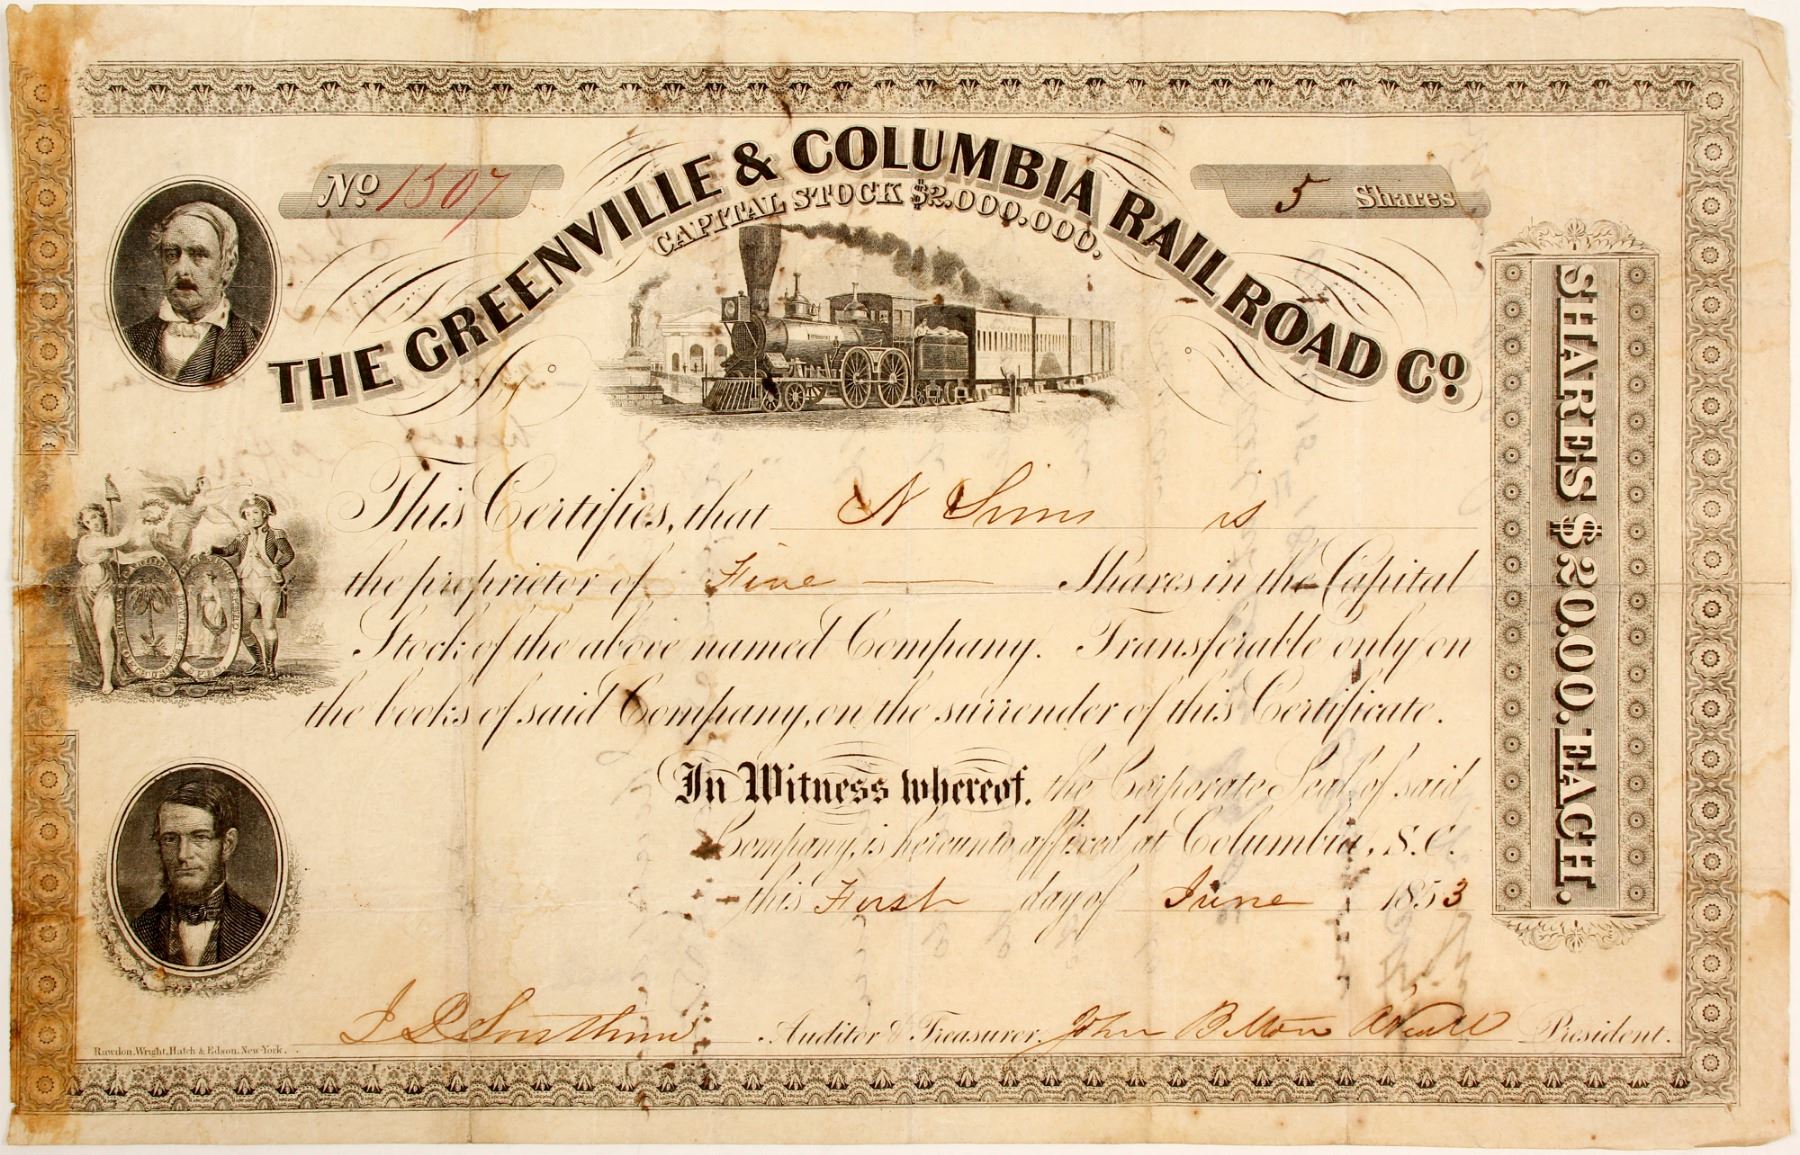 No 1507
5 Shares
THE GREENVILLE & COLUMBIA RAILROAD Co.
CAPITAL STOCK $2.000.000.
This Certifies, that N Sims is
the proprietor of Five — Shares in the Capital
Stock of the above named Company. Transferable only on
the books of said Company, on the surrender of this Certificate.
In Witness whereof, the Corporate Seal, of said
Company, is hereunto affixed, at Columbia, S.C.
this First day of June 1853
Auditor & Treasurer. John Belton O'Neall President.
Rawdon, Wright, Hatch & Edson, New-York.
SHARES $20.00. EACH.